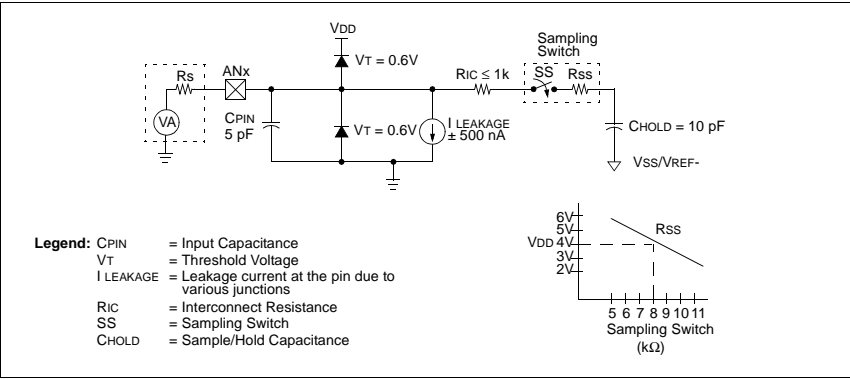 VDD
Sampling
Switch
VT = 0.6V
Rs
ANx
RIC ≤ 1k
SS
RSS
CPIN
5 pF
VA
VT = 0.6V
I LEAKAGE
± 500 nA
CHOLD = 10 pF
VSS/VREF-
Legend: CPIN = Input Capacitance
VT = Threshold Voltage
I LEAKAGE = Leakage current at the pin due to
various junctions
RIC = Interconnect Resistance
SS = Sampling Switch
CHOLD = Sample/Hold Capacitance
6V
5V
VDD 4V
3V
2V
RSS
5 6 7 8 9 10 11
Sampling Switch
(kΩ)